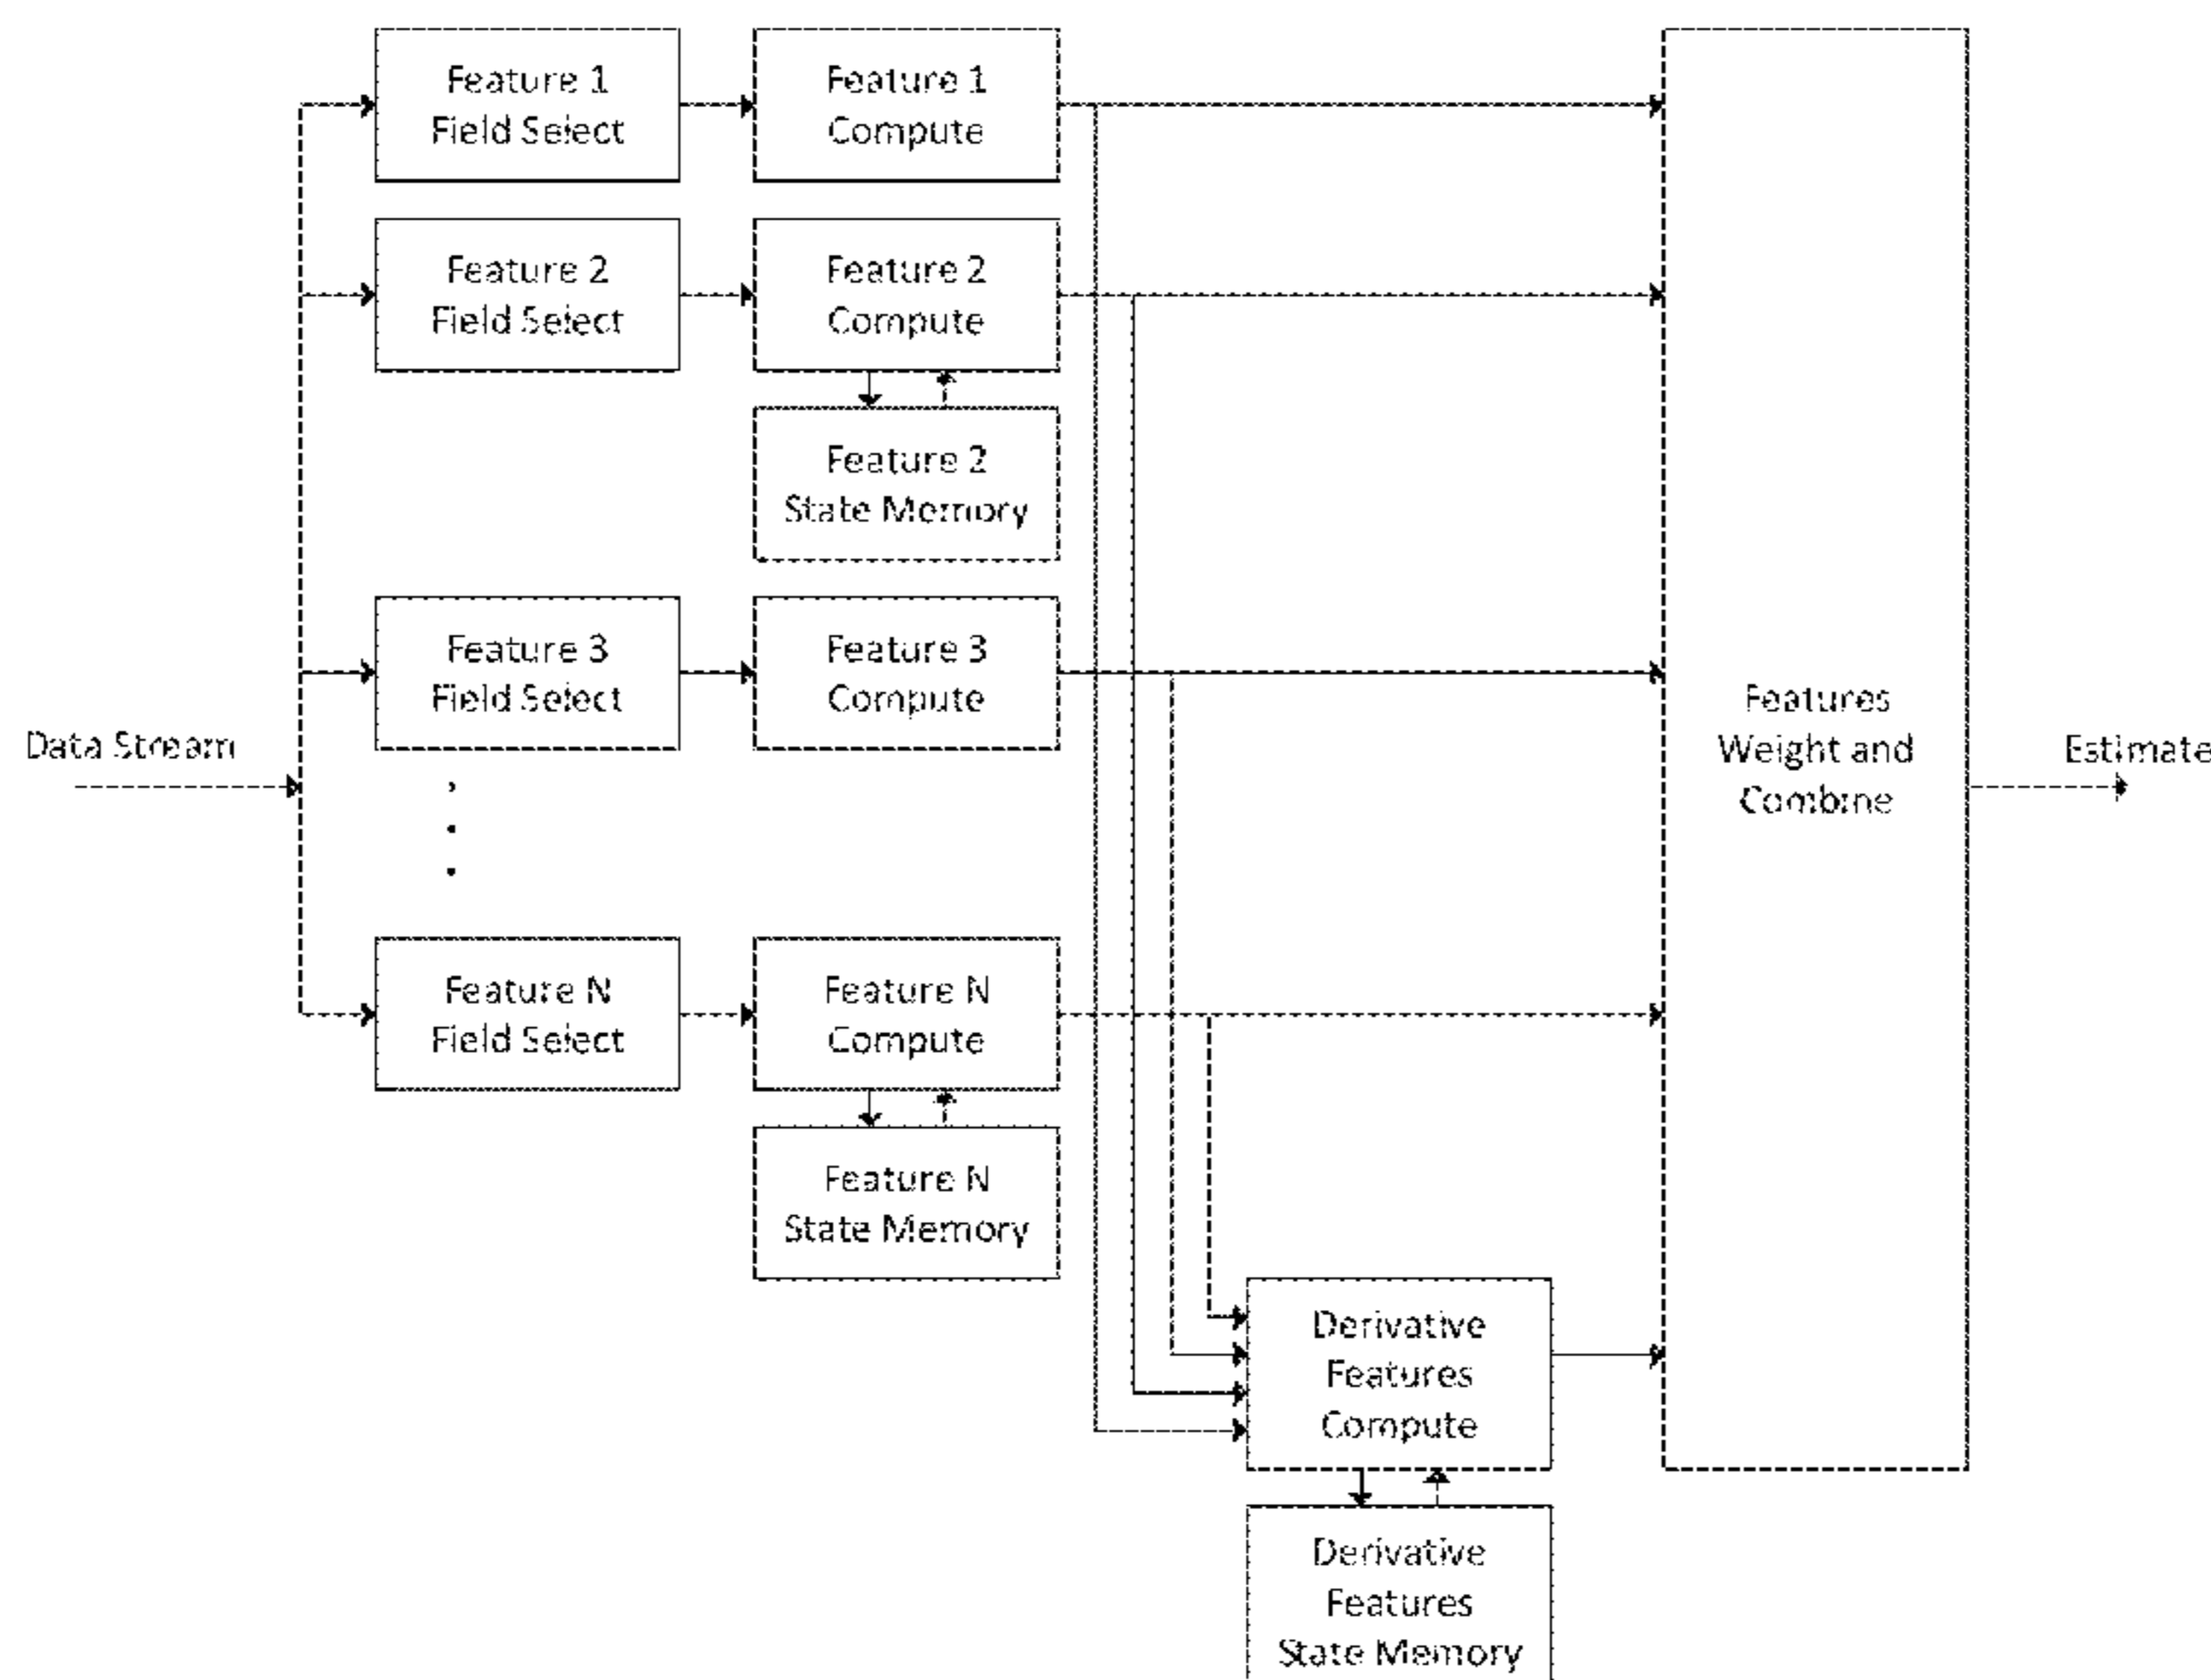 Feature 1
Field Select
Feature 1
Compute
Feature 2
Field Select
Feature 2
Compute
Feature 2
State Memory
Feature 3
Field Select
Feature 3
Compute
Data Stream
Features
Weight and
Combine
Estimate
Feature N
Field Select
Feature N
Compute
Feature N
State Memory
Derivative
Features
Compute
Derivative
Features
State Memory